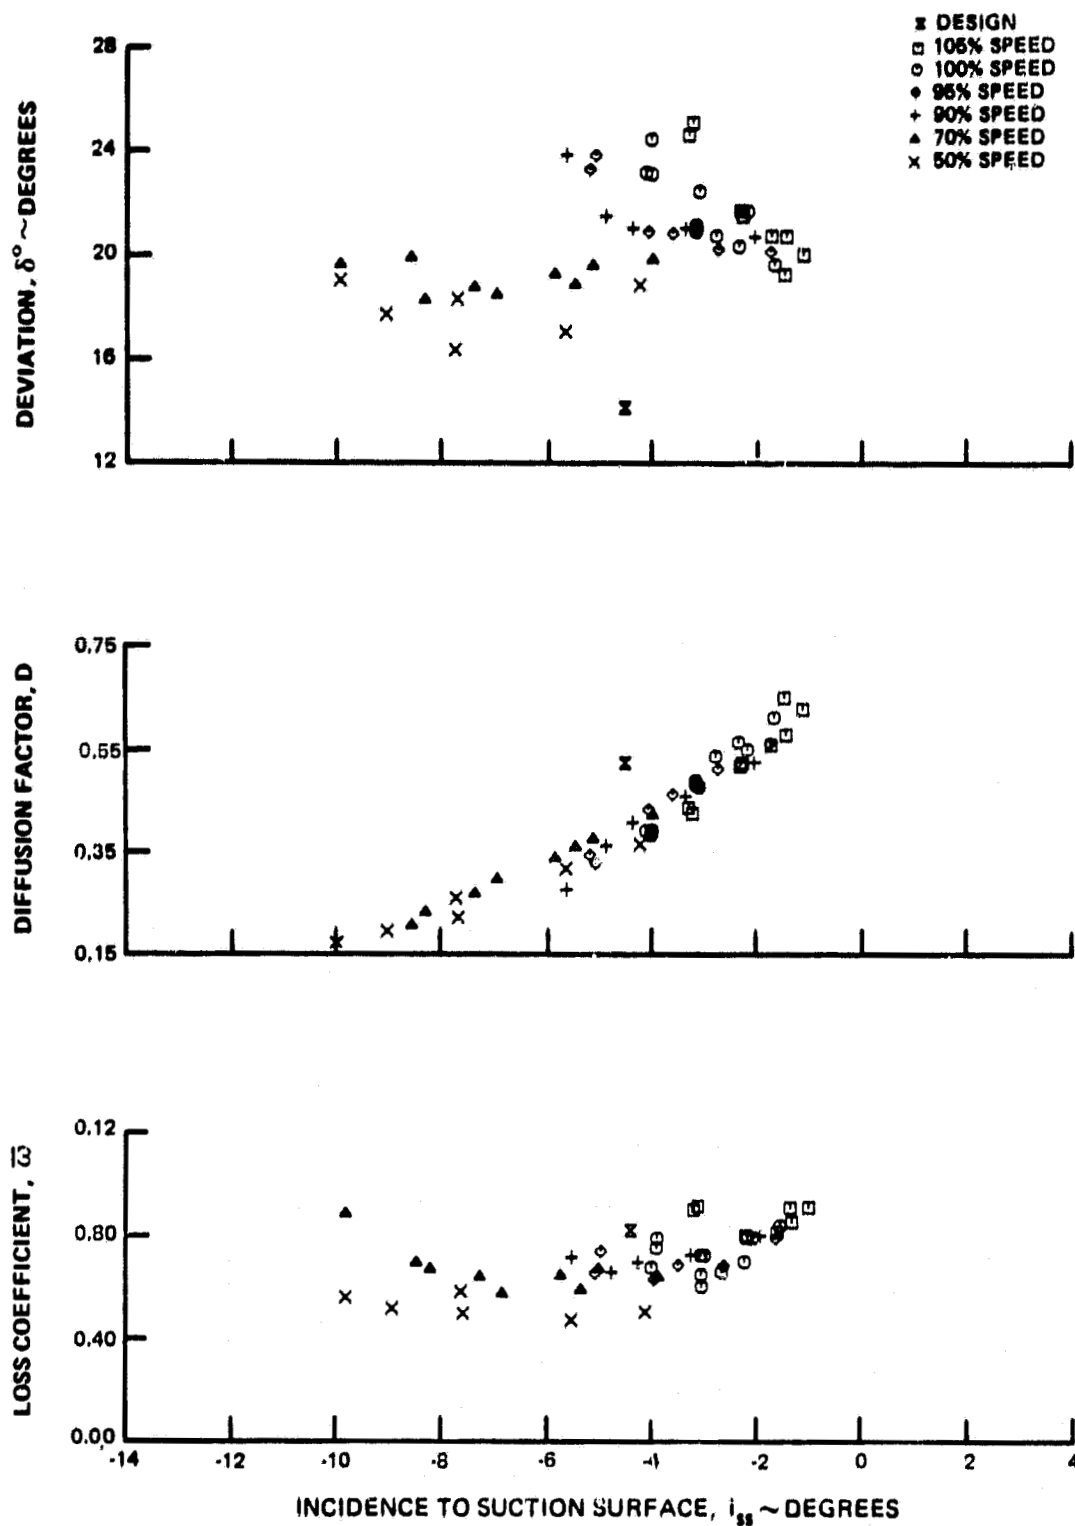 DESIGN
105% SPEED
100% SPEED
95% SPEED
90% SPEED
70% SPEED
50% SPEED
DEVIATION, δ° ~ DEGREES
28
24
20
16
12
DIFFUSION FACTOR, D
0.75
0.55
0.35
0.15
LOSS COEFFICIENT, ω̅
0.12
0.80
0.40
0.00
-14 -12 -10 -8 -6 -4 -2 0 2 4
INCIDENCE TO SUCTION SURFACE, i_ss ~ DEGREES